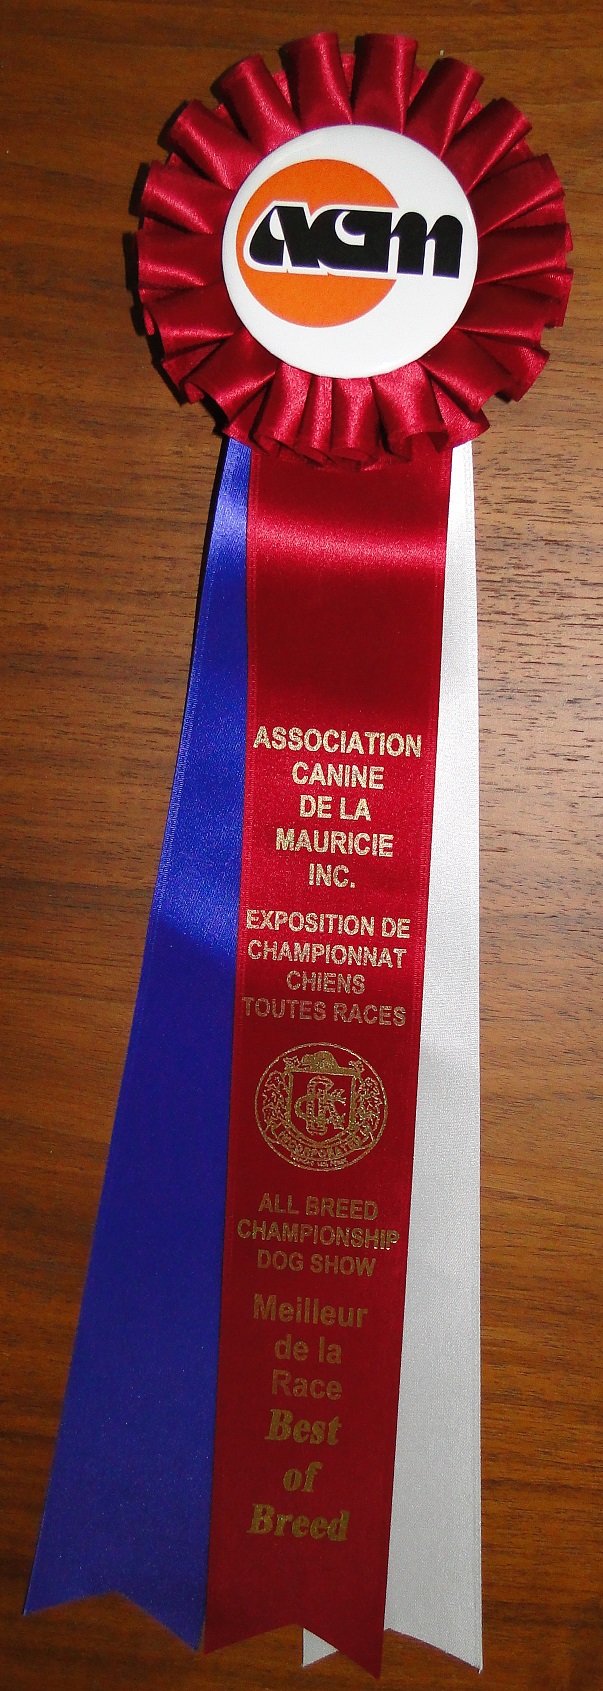 ACM
ASSOCIATION
CANINE
DE LA
MAURICIE
INC.
EXPOSITION DE
CHAMPIONNAT
CHIENS
TOUTES RACES
INCORPORATED
ALL BREED
CHAMPIONSHIP
DOG SHOW
Meilleur
de la
Race
Best
of
Breed